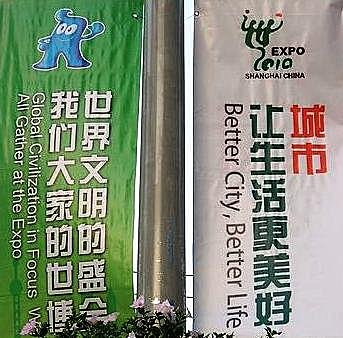 世界文明的盛会
我们大家的世博
Global Civilization in Focus W
All Gather at the Expo
EXPO
2010
SHANGHAI CHINA
城市
让生活更美好
Better City, Better Life